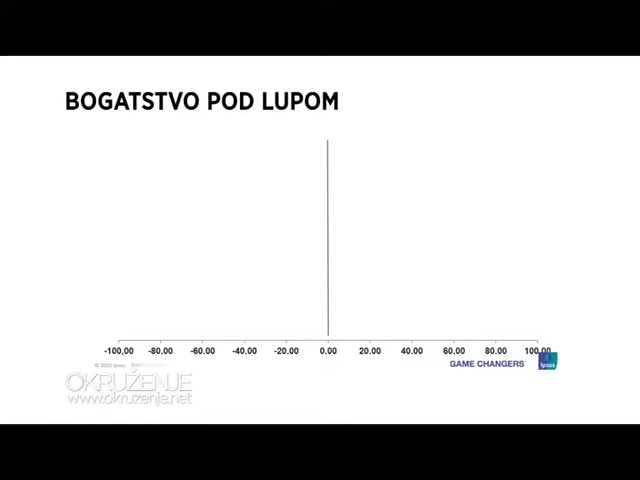 BOGATSTVO POD LUPOM
-100,00 -80,00 -60,00 -40,00 -20,00 0,00 20,00 40,00 60,00 80,00 100,00
GAME CHANGERS Ipsos
OKRUŽENJE
www.okruzenje.net